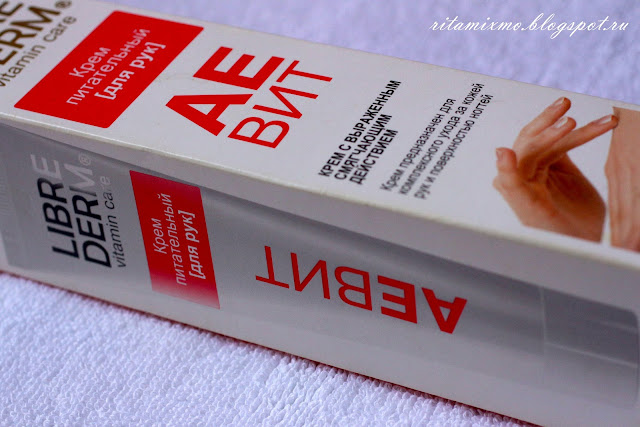 ritamixmo.blogspot.ru
LIBRE
DERM®
vitamin care
Крем
питательный
[для рук]
АЕ
ВИТ
КРЕМ С ВЫРАЖЕННЫМ
СМЯГЧАЮЩИМ
ДЕЙСТВИЕМ
Крем предназначен для
комплексного ухода за кожей
рук и поверхностью ногтей
LIBRE
DERM®
vitamin care
Крем
питательный
[для рук]
АЕВИТ